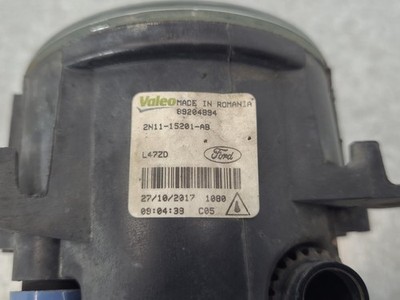 Valeo MADE IN ROMANIA
89204894
2N11-15201-AB
L47ZD Ford
27/10/2017 1080
09:04:39 C05